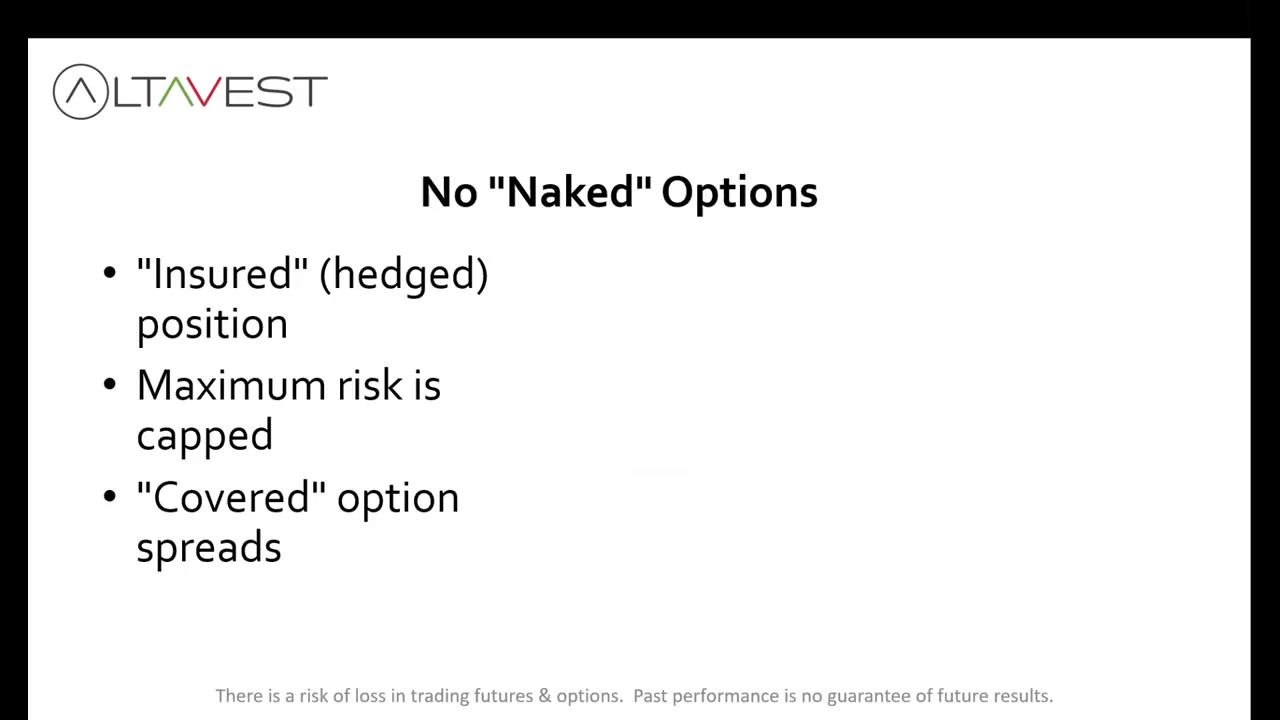 ALTAVEST
No "Naked" Options
• "Insured" (hedged)
position
• Maximum risk is
capped
• "Covered" option
spreads
There is a risk of loss in trading futures & options.  Past performance is no guarantee of future results.